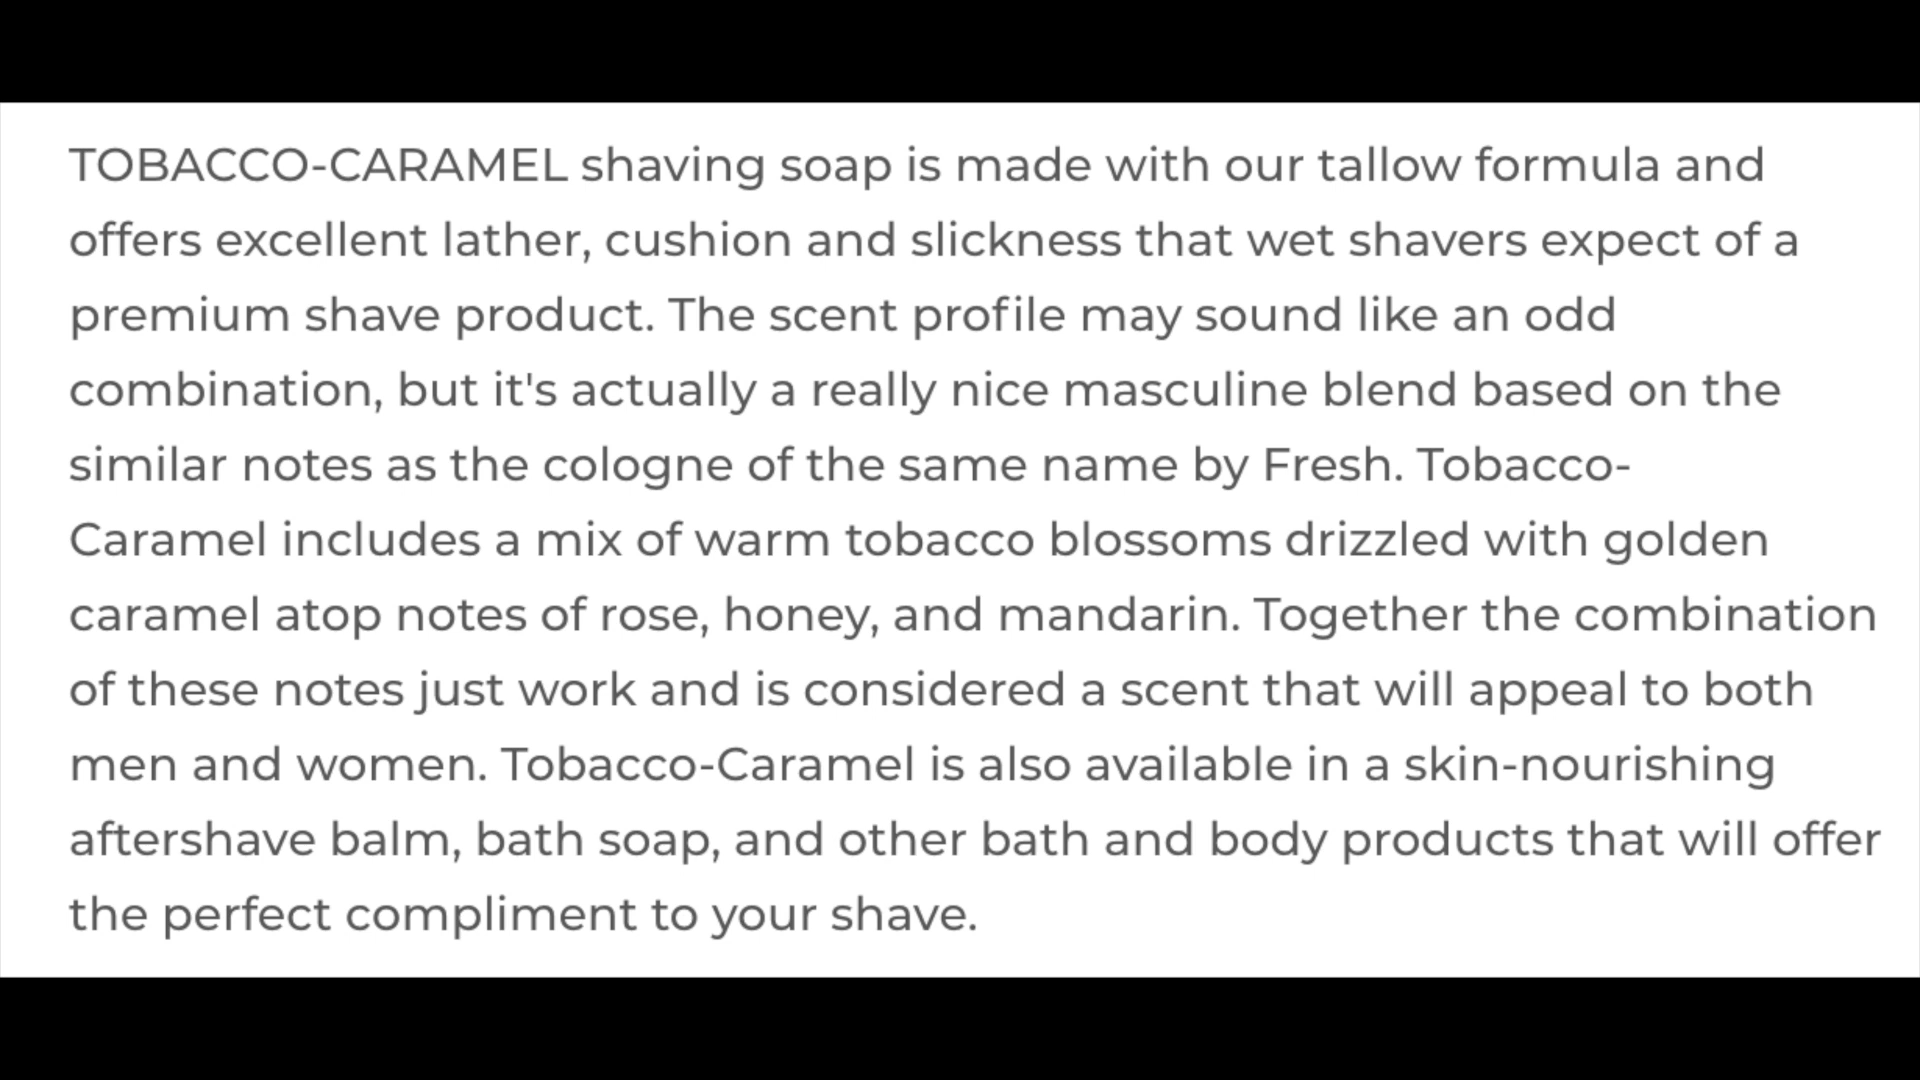 TOBACCO-CARAMEL shaving soap is made with our tallow formula and
offers excellent lather, cushion and slickness that wet shavers expect of a
premium shave product. The scent profile may sound like an odd
combination, but it's actually a really nice masculine blend based on the
similar notes as the cologne of the same name by Fresh. Tobacco-
Caramel includes a mix of warm tobacco blossoms drizzled with golden
caramel atop notes of rose, honey, and mandarin. Together the combination
of these notes just work and is considered a scent that will appeal to both
men and women. Tobacco-Caramel is also available in a skin-nourishing
aftershave balm, bath soap, and other bath and body products that will offer
the perfect compliment to your shave.